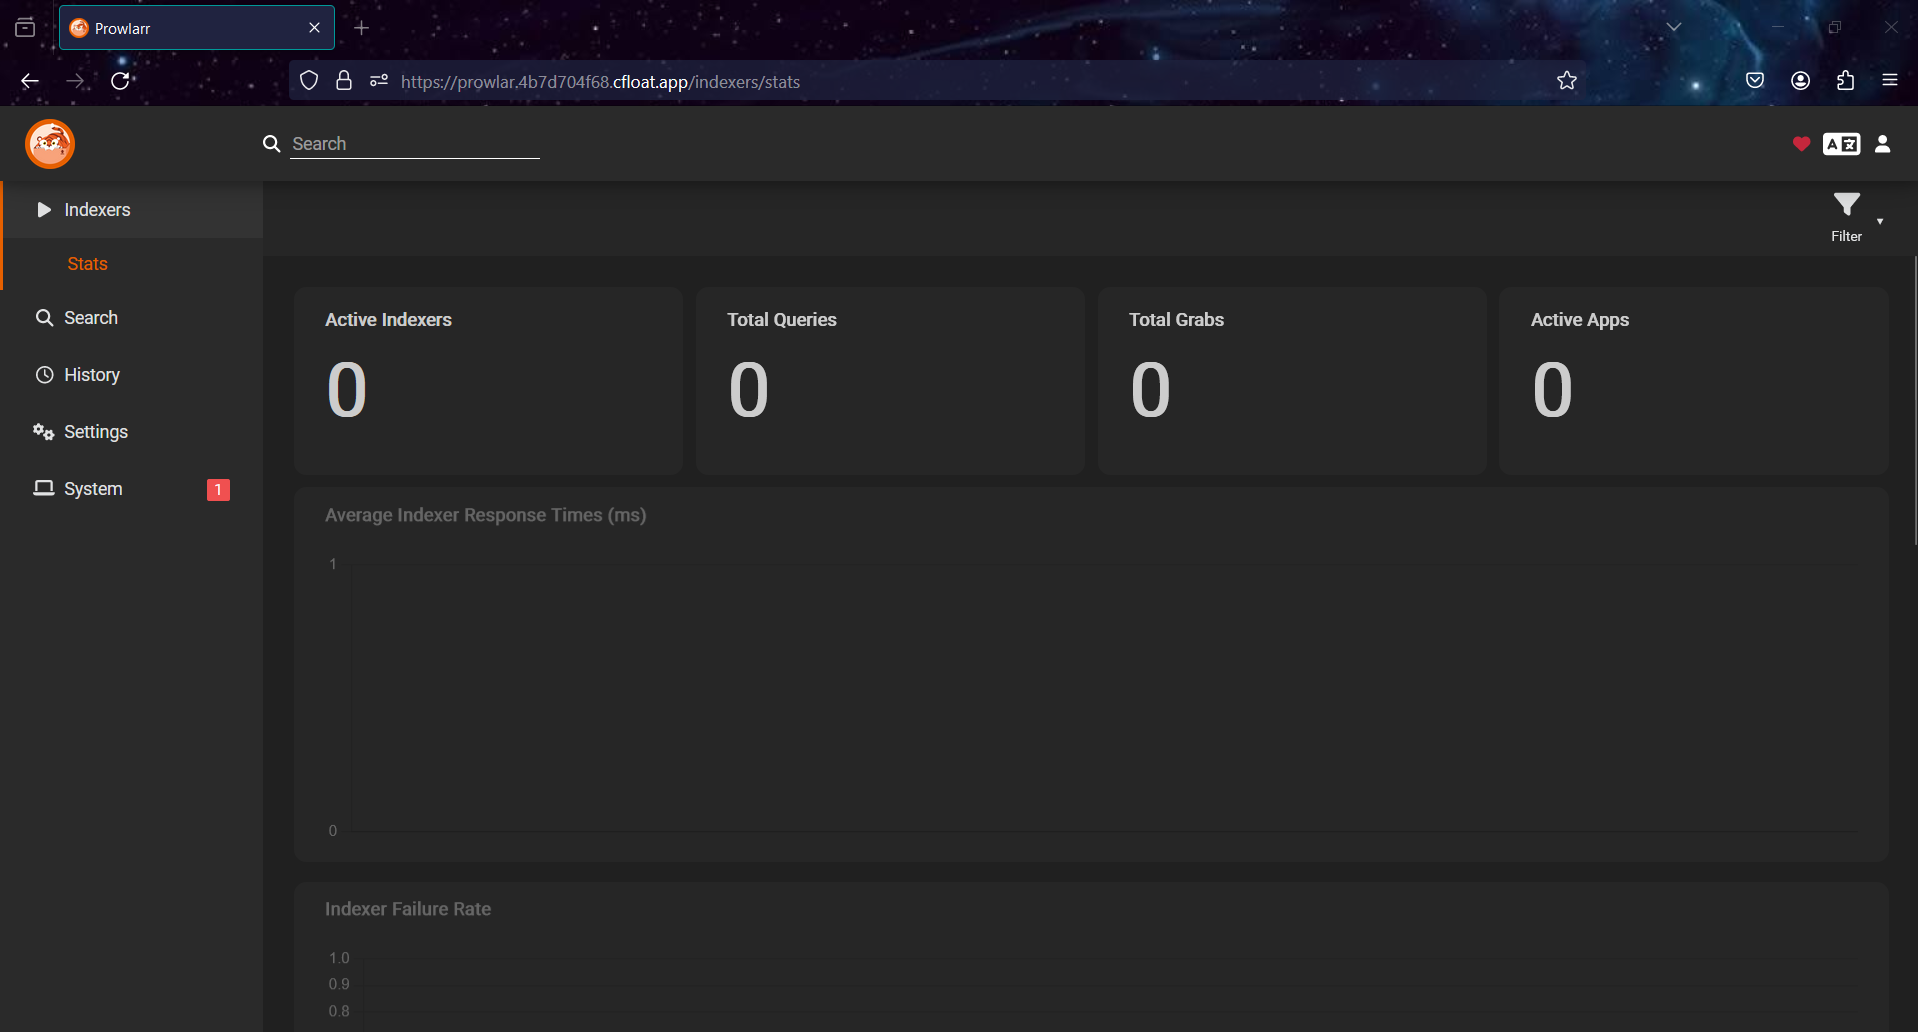 Prowlarr
https://prowlar.4b7d704f68.cfloat.app/indexers/stats
Search
Indexers
Stats
Search
History
Settings
System 1
Filter
Active Indexers
0
Total Queries
0
Total Grabs
0
Active Apps
0
Average Indexer Response Times (ms)
1
0
Indexer Failure Rate
1.0
0.9
0.8